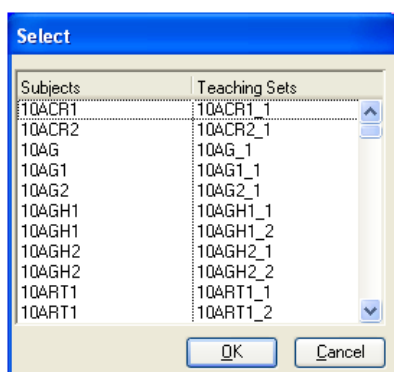 Select
Subjects Teaching Sets
10ACR1 10ACR1_1
10ACR2 10ACR2_1
10AG 10AG_1
10AG1 10AG1_1
10AG2 10AG2_1
10AGH1 10AGH1_1
10AGH1 10AGH1_2
10AGH2 10AGH2_1
10AGH2 10AGH2_2
10ART1 10ART1_1
10ART1 10ART1_2
OK Cancel